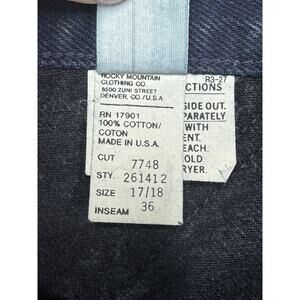 ROCKY MOUNTAIN
CLOTHING CO
8600 ZUNI STREET
DENVER, CO./U.S.A
RN 17901
100% COTTON/
COTON
MADE IN U.S.A.
CUT 7748
STY. 261412
SIZE 17/18
INSEAM 36
R3-27
CTIONS
SIDE OUT.
PARATELY
WITH
ENT.
EACH.
OLD
RYER.